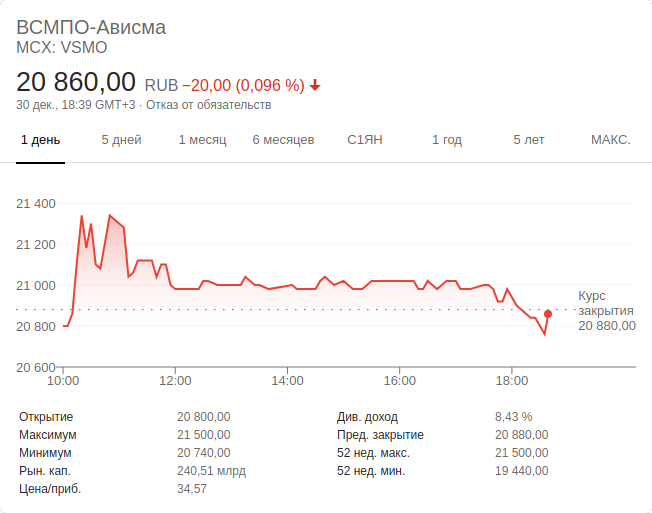 ВСМПО-Ависма
MCX: VSMO
20 860,00 RUB −20,00 (0,096 %)
30 дек., 18:39 GMT+3 · Отказ от обязательств
1 день 5 дней 1 месяц 6 месяцев С1ЯН 1 год 5 лет МАКС.
21 400
21 200
21 000
20 800
20 600
Курс
закрытия
20 880,00
10:00 12:00 14:00 16:00 18:00
Открытие 20 800,00 Див. доход 8,43 %
Максимум 21 500,00 Пред. закрытие 20 880,00
Минимум 20 740,00 52 нед. макс. 21 500,00
Рын. кап. 240,51 млрд 52 нед. мин. 19 440,00
Цена/приб. 34,57